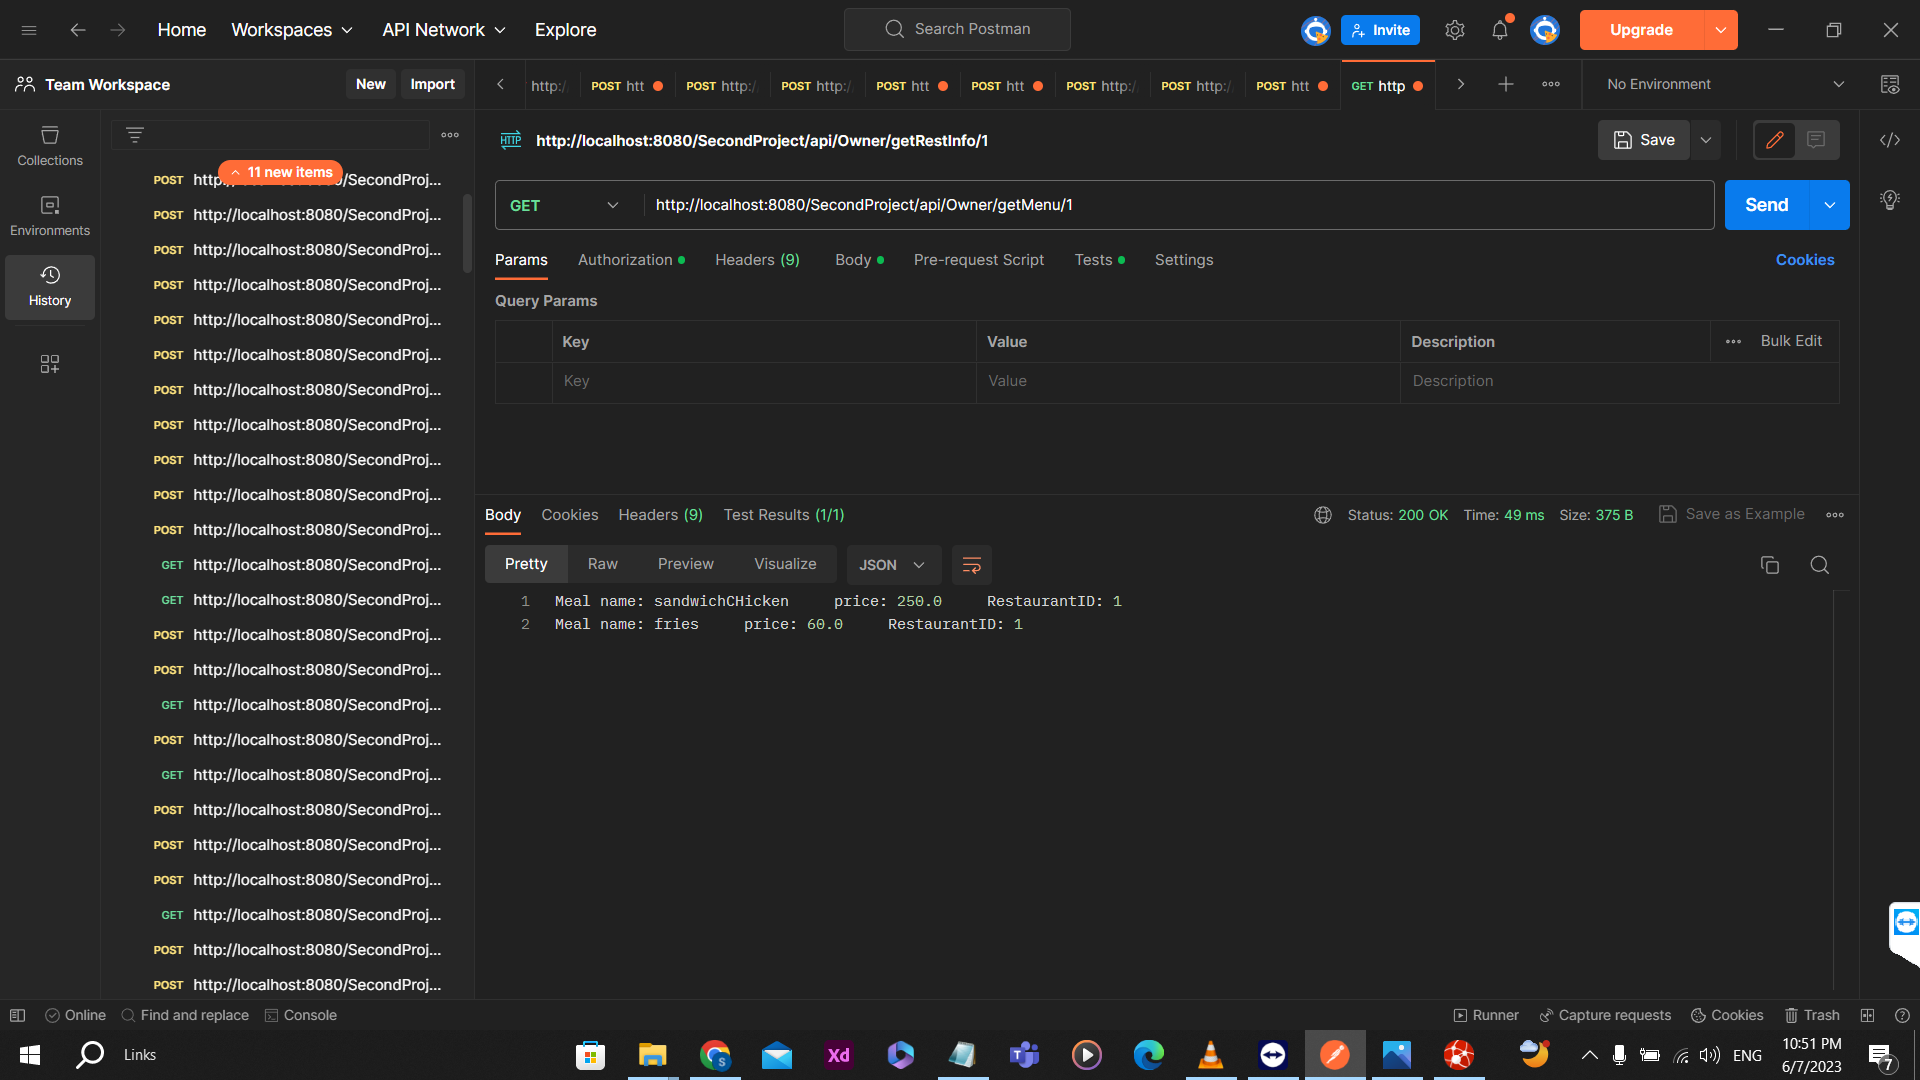 Home Workspaces API Network Explore Search Postman Invite Upgrade
Team Workspace New Import http:/ POST htt POST http:/ POST http:/ POST htt POST htt POST http:/ POST http:/ POST htt GET http No Environment
Collections
Environments
History
11 new items
POST http:/ /SecondProj...
POST http://localhost:8080/SecondProj...
POST http://localhost:8080/SecondProj...
POST http://localhost:8080/SecondProj...
POST http://localhost:8080/SecondProj...
POST http://localhost:8080/SecondProj...
POST http://localhost:8080/SecondProj...
POST http://localhost:8080/SecondProj...
POST http://localhost:8080/SecondProj...
POST http://localhost:8080/SecondProj...
POST http://localhost:8080/SecondProj...
GET http://localhost:8080/SecondProj...
GET http://localhost:8080/SecondProj...
POST http://localhost:8080/SecondProj...
POST http://localhost:8080/SecondProj...
GET http://localhost:8080/SecondProj...
POST http://localhost:8080/SecondProj...
GET http://localhost:8080/SecondProj...
POST http://localhost:8080/SecondProj...
POST http://localhost:8080/SecondProj...
POST http://localhost:8080/SecondProj...
GET http://localhost:8080/SecondProj...
POST http://localhost:8080/SecondProj...
POST http://localhost:8080/SecondProj...
HTTP http://localhost:8080/SecondProject/api/Owner/getRestInfo/1 Save
GET http://localhost:8080/SecondProject/api/Owner/getMenu/1 Send
Params Authorization Headers (9) Body Pre-request Script Tests Settings Cookies
Query Params
Key Value Description Bulk Edit
Key Value Description
Body Cookies Headers (9) Test Results (1/1) Status: 200 OK Time: 49 ms Size: 375 B Save as Example
Pretty Raw Preview Visualize JSON
1 Meal name: sandwichCHicken price: 250.0 RestaurantID: 1
2 Meal name: fries price: 60.0 RestaurantID: 1
Online Find and replace Console Runner Capture requests Cookies Trash
Links Xd ENG 10:51 PM
6/7/2023 7